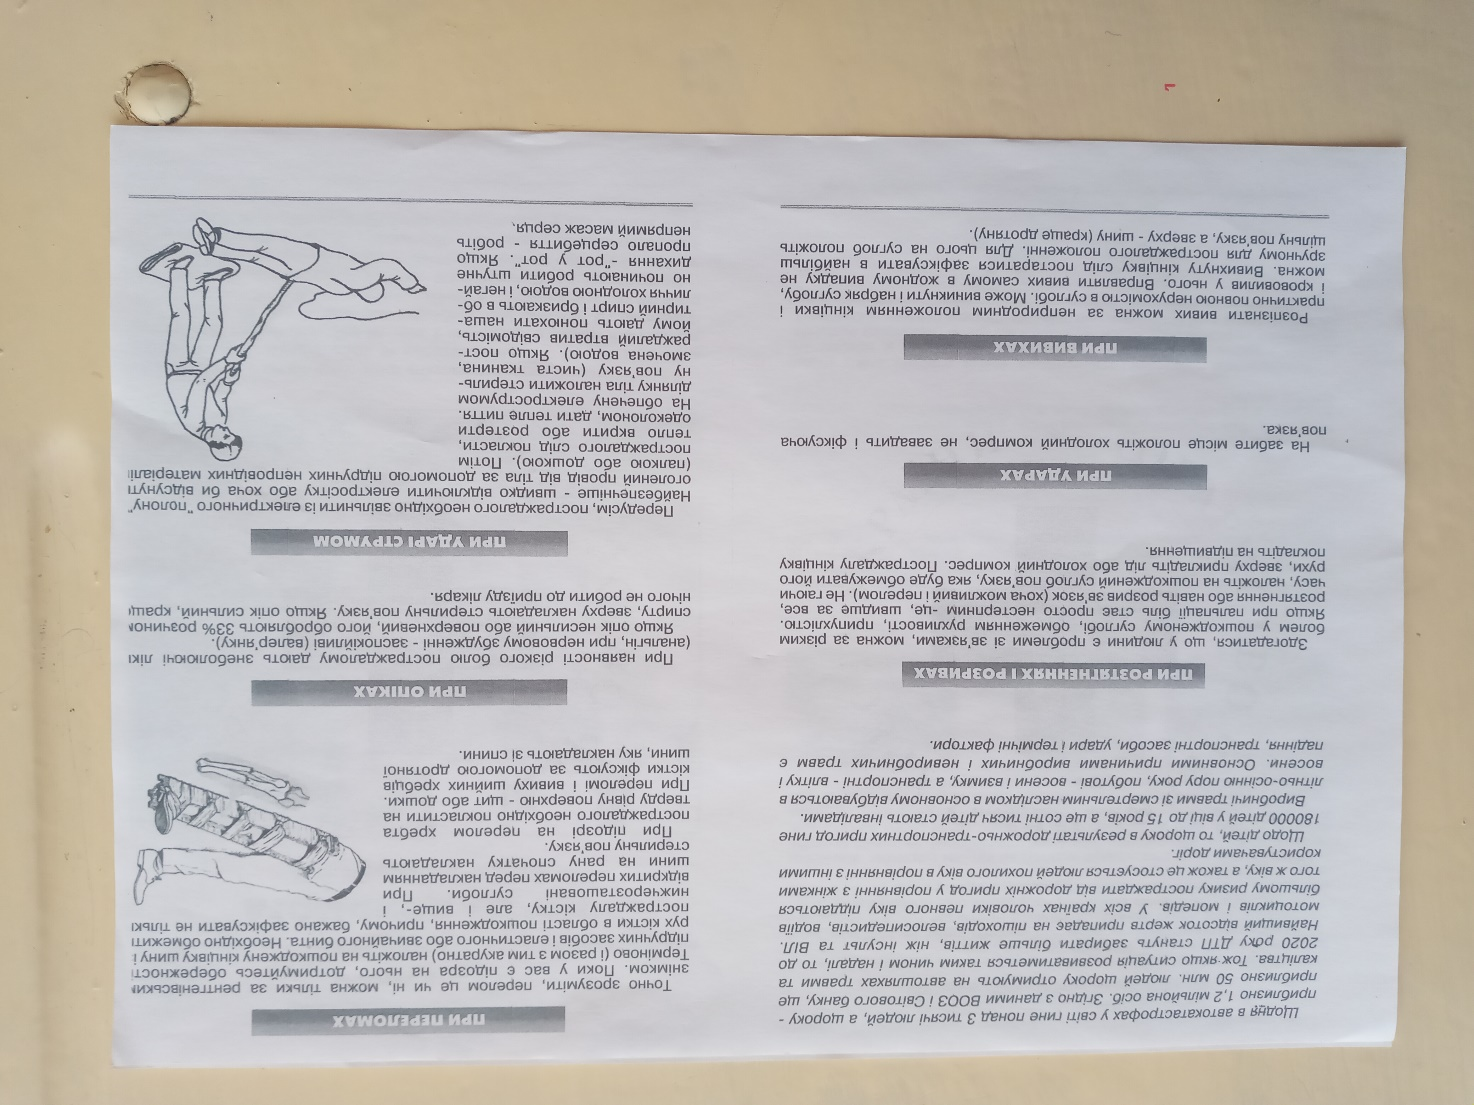 Щодня в автокатастрофах у світі гине понад 3 тисячі людей, а щороку -
приблизно 1,2 мільйона осіб. Згідно з даними ВООЗ і Світового банку, ще
приблизно 50 млн. людей щороку отримують на автошляхах травми та
каліцтва. Тож якщо ситуація розвиватиметься таким чином і надалі, то до
2020 року ДТП стануть забирати більше життів, ніж інсульт та ВІЛ.
Найвищий відсоток жертв припадає на пішоходів, велосипедистів, водіїв
мотоциклів і мопедів. У всіх країнах чоловіки певного віку піддаються
більшому ризику постраждати від дорожніх пригод у порівнянні з жінками
того ж віку, а також це стосується людей похилого віку в порівнянні з іншими
користувачами доріг.
Щодо дітей, то щороку в результаті дорожньо-транспортних пригод гине
180000 дітей у віці до 15 років, а ще сотні тисяч дітей стають інвалідами.
Виробничі травми зі смертельним наслідком в основному відбуваються в
літньо-осінню пору року, побутові - восени і взимку, а транспортні - влітку і
восени. Основними причинами виробничих і невиробничих травм є
падіння, транспортні засоби, удари і термічні фактори.
ПРИ РОЗТЯГНЕННЯХ І РОЗРИВАХ
Здогадатися, що у людини є проблеми зі зв'язками, можна за різким
болем у пошкодженому суглобі, обмеженням рухливості, припухлістю.
Якщо при пальпації біль стає просто нестерпним -це, швидше за все,
розтягнення або навіть розрив зв'язок (хоча можливий і перелом). Не гаючи
часу, наложіть на пошкоджений суглоб пов'язку, яка буде обмежувати його
рухи, зверху прикладіть лід або холодний компрес. Постраждалу кінцівку
покладіть на підвищення.
ПРИ УДАРАХ
На забите місце положіть холодний компрес, не завадить і фіксуюча
пов'язка.
ПРИ ВИВИХАХ
Розпізнати вивих можна за неприродним положенням кінцівки і
практично повною нерухомістю в суглобі. Може виникнути і набряк суглобу,
і крововилив у нього. Вправляти вивих самому в жодному випадку не
можна. Вивихнуту кінцівку слід постаратися зафіксувати в найбільш
зручному для постраждалого положенні. Для цього на суглоб положіть
щільну пов'язку, а зверху - шину (краще дротяну).
ПРИ ПЕРЕЛОМАХ
Точно зрозуміти, перелом це чи ні, можна тільки за рентгенівським
знімком. Поки у вас є підозра на нього, дотримуйтесь обережності
Терміново (і разом з тим акуратно) наложіть на пошкоджену кінцівку шину і
підручних засобів і еластичного або звичайного бинта. Необхідно обмежиті
рух кістки в області пошкодження, причому, бажано зафіксувати не тількі
постраждалу кістку, але і вище-, і
нижчерозташовані суглоби. При
відкритих переломах перед накладанням
шини на рану спочатку накладають
стерильну пов'язку.
При підозрі на перелом хребта
постраждалого необхідно покластити на
тверду рівну поверхню - щит або дошки.
При переломі і вивиху шийних хребців
кістки фіксують за допомогою дротяної
шини, яку накладають зі спини.
ПРИ ОПІКАХ
При наявності різкого болю постраждалому дають знеболюючі лікі
(анальгін, при нервовому збудженні - заспокійливі (валер'янку).
Якщо опік несильний або поверхневий, його обробляють 33% розчином
спирту, зверху накладають стерильну пов'язку. Якщо опік сильний, кращ
нічого не робити до приїзду лікаря.
ПРИ УДАРІ СТРУМОМ
Передусім, постраждалого необхідно звільнити із електричного "полону"
Найбезпечніше - швидко відключити електросітку або хоча би відсунути
оголений провід від тіла за допомогою підручних непровідних матеріалі
(палкою або дошкою). Потім
постраждалого слід покласти,
тепло вкрити або розтерти
одеколоном, дати тепле пиття.
На обпечену електрострумом
ділянку тіла наложити стериль-
ну пов'язку (чиста тканина,
змочена водою). Якщо пост-
раждалий втратив свідомість,
йому дають понюхати наша-
тирний спирт і бризкають в об-
личчя холодною водою, і негай-
но починають робити штучне
дихання -"рот у рот". Якщо
пропало серцебиття - робіть
непрямий масаж серця,